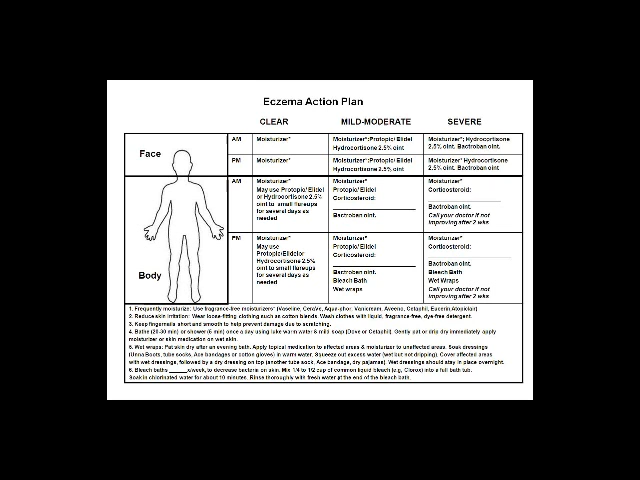 Eczema Action Plan
CLEAR MILD-MODERATE SEVERE
Face
AM Moisturizer* Moisturizer*:Protopic/ Elidel Moisturizer*; Hydrocortisone
Hydrocortisone 2.5% oint 2.5% oint. Bactroban oint.
PM Moisturizer* Moisturizer*:Protopic/ Elidel Moisturizer* Hydrocortisone
Hydrocortisone 2.5% oint 2.5% oint. Bactroban oint
Body
AM Moisturizer* Moisturizer* Moisturizer*
May use Protopic/ Elidel Protopic/ Elidel Corticosteroid:
or Hydrocortisone 2.5% Corticosteroid:
oint to small flareups Bactroban oint.
for several days as Bactroban oint. Call your doctor if not
needed improving after 2 wks
PM Moisturizer* Moisturizer* Moisturizer*
May use Protopic/ Elidel Corticosteroid:
Protopic/Elidelor Corticosteroid:
Hydrocortisone 2.5% Bactroban oint.
oint to small flareups Bactroban oint. Bleach Bath
for several days as Bleach Bath Wet Wraps
needed Wet wraps Call your doctor if not
improving after 2 wks
1. Frequently moisturize: Use fragrance-free moisturizers* (Vaseline, CeraVe, Aquaphor, Vanicream, Aveeno, Cetaphil, Eucerin,Atopiclair)
2. Reduce skin irritation: Wear loose-fitting clothing such as cotton blends. Wash clothes with liquid, fragrance-free, dye-free detergent.
3. Keep fingernails short and smooth to help prevent damage due to scratching.
4. Bathe (20-30 min) or shower (5 min) once a day using luke warm water & mild soap (Dove or Cetaphil) Gently pat or drip dry immediately apply
moisturizer or skin medication on wet skin.
5. Wet wraps: Pat skin dry after an evening bath. Apply topical medication to affected areas & moisturizer to unaffected areas. Soak dressings
(Unna Boots, tube socks, Ace bandages or cotton gloves) in warm water. Squeeze out excess water (wet but not dripping). Cover affected areas
with wet dressings, followed by a dry dressing on top (another tube sock, Ace bandage, dry pajamas). Wet dressings should stay in place overnight.
6. Bleach baths ______x/week, to decrease bacteria on skin. Mix 1/4 to 1/2 cup of common liquid bleach (e.g, Clorox) into a full bath tub.
Soak in chlorinated water for about 10 minutes. Rinse thoroughly with fresh water at the end of the bleach bath.